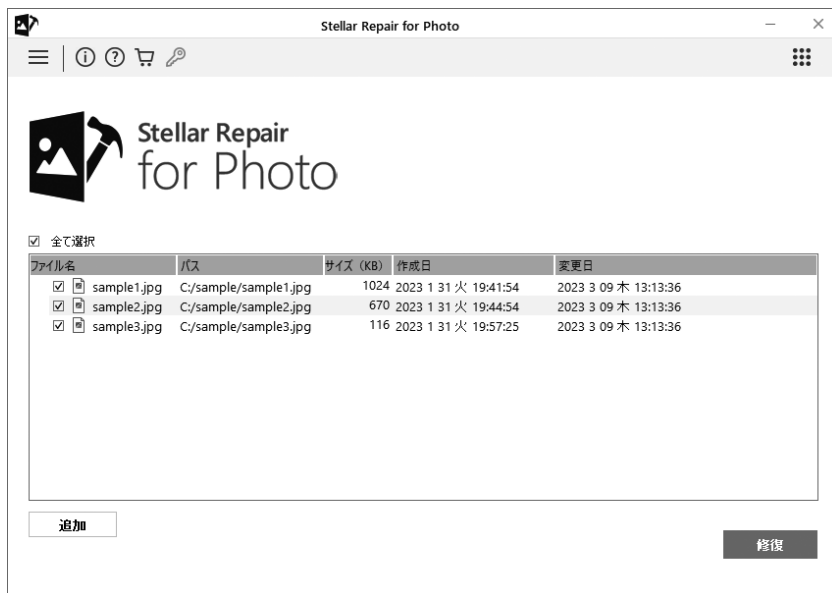 Stellar Repair for Photo
Stellar Repair
for Photo
全て選択
ファイル名 パス サイズ (KB) 作成日 変更日
sample1.jpg C:/sample/sample1.jpg 1024 2023 1 31 火 19:41:54 2023 3 09 木 13:13:36
sample2.jpg C:/sample/sample2.jpg 670 2023 1 31 火 19:44:54 2023 3 09 木 13:13:36
sample3.jpg C:/sample/sample3.jpg 116 2023 1 31 火 19:57:25 2023 3 09 木 13:13:36
追加
修復